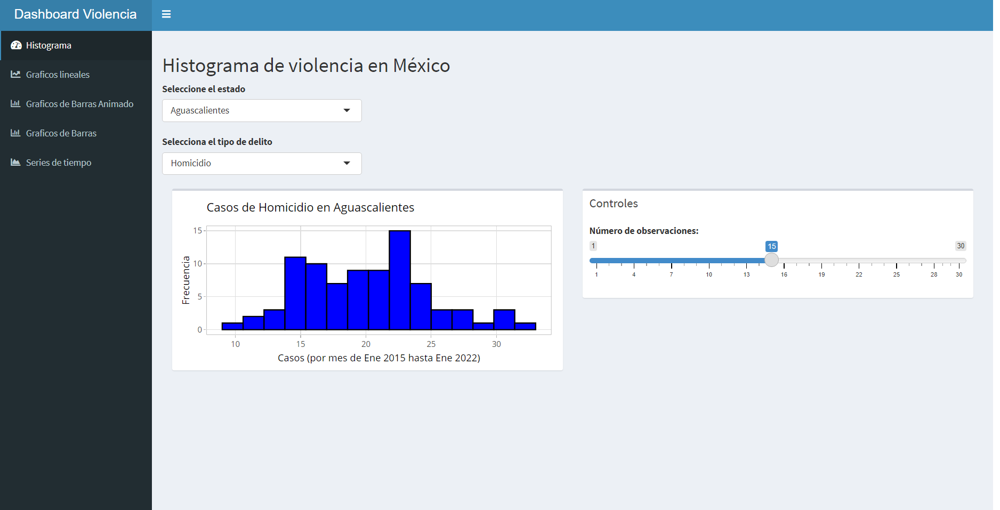 Dashboard Violencia
Histograma
Graficos lineales
Graficos de Barras Animado
Graficos de Barras
Series de tiempo
Histograma de violencia en México
Seleccione el estado
Aguascalientes
Selecciona el tipo de delito
Homicidio
Casos de Homicidio en Aguascalientes
Frecuencia
15
10
5
0
10 15 20 25 30
Casos (por mes de Ene 2015 hasta Ene 2022)
Controles
Número de observaciones:
1 15 30
1 4 7 10 13 16 19 22 25 28 30